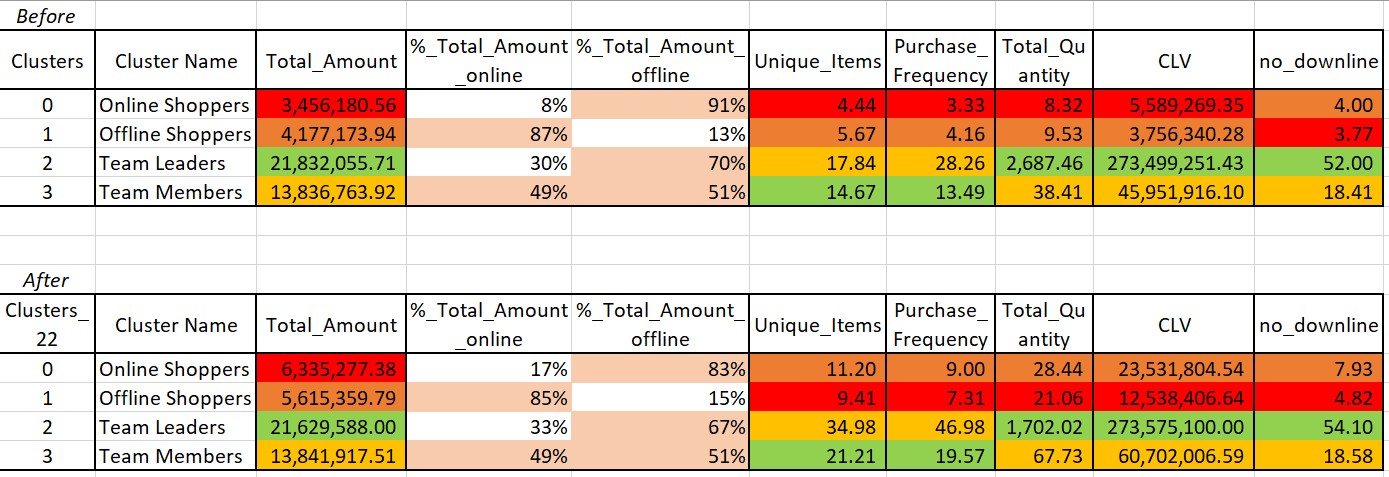 Before
Clusters Cluster Name Total_Amount %_Total_Amount_online %_Total_Amount_offline Unique_Items Purchase_Frequency Total_Quantity CLV no_downline
0 Online Shoppers 3,456,180.56 8% 91% 4.44 3.33 8.32 5,589,269.35 4.00
1 Offline Shoppers 4,177,173.94 87% 13% 5.67 4.16 9.53 3,756,340.28 3.77
2 Team Leaders 21,832,055.71 30% 70% 17.84 28.26 2,687.46 273,499,251.43 52.00
3 Team Members 13,836,763.92 49% 51% 14.67 13.49 38.41 45,951,916.10 18.41
After
Clusters_22 Cluster Name Total_Amount %_Total_Amount_online %_Total_Amount_offline Unique_Items Purchase_Frequency Total_Quantity CLV no_downline
0 Online Shoppers 6,335,277.38 17% 83% 11.20 9.00 28.44 23,531,804.54 7.93
1 Offline Shoppers 5,615,359.79 85% 15% 9.41 7.31 21.06 12,538,406.64 4.82
2 Team Leaders 21,629,588.00 33% 67% 34.98 46.98 1,702.02 273,575,100.00 54.10
3 Team Members 13,841,917.51 49% 51% 21.21 19.57 67.73 60,702,006.59 18.58